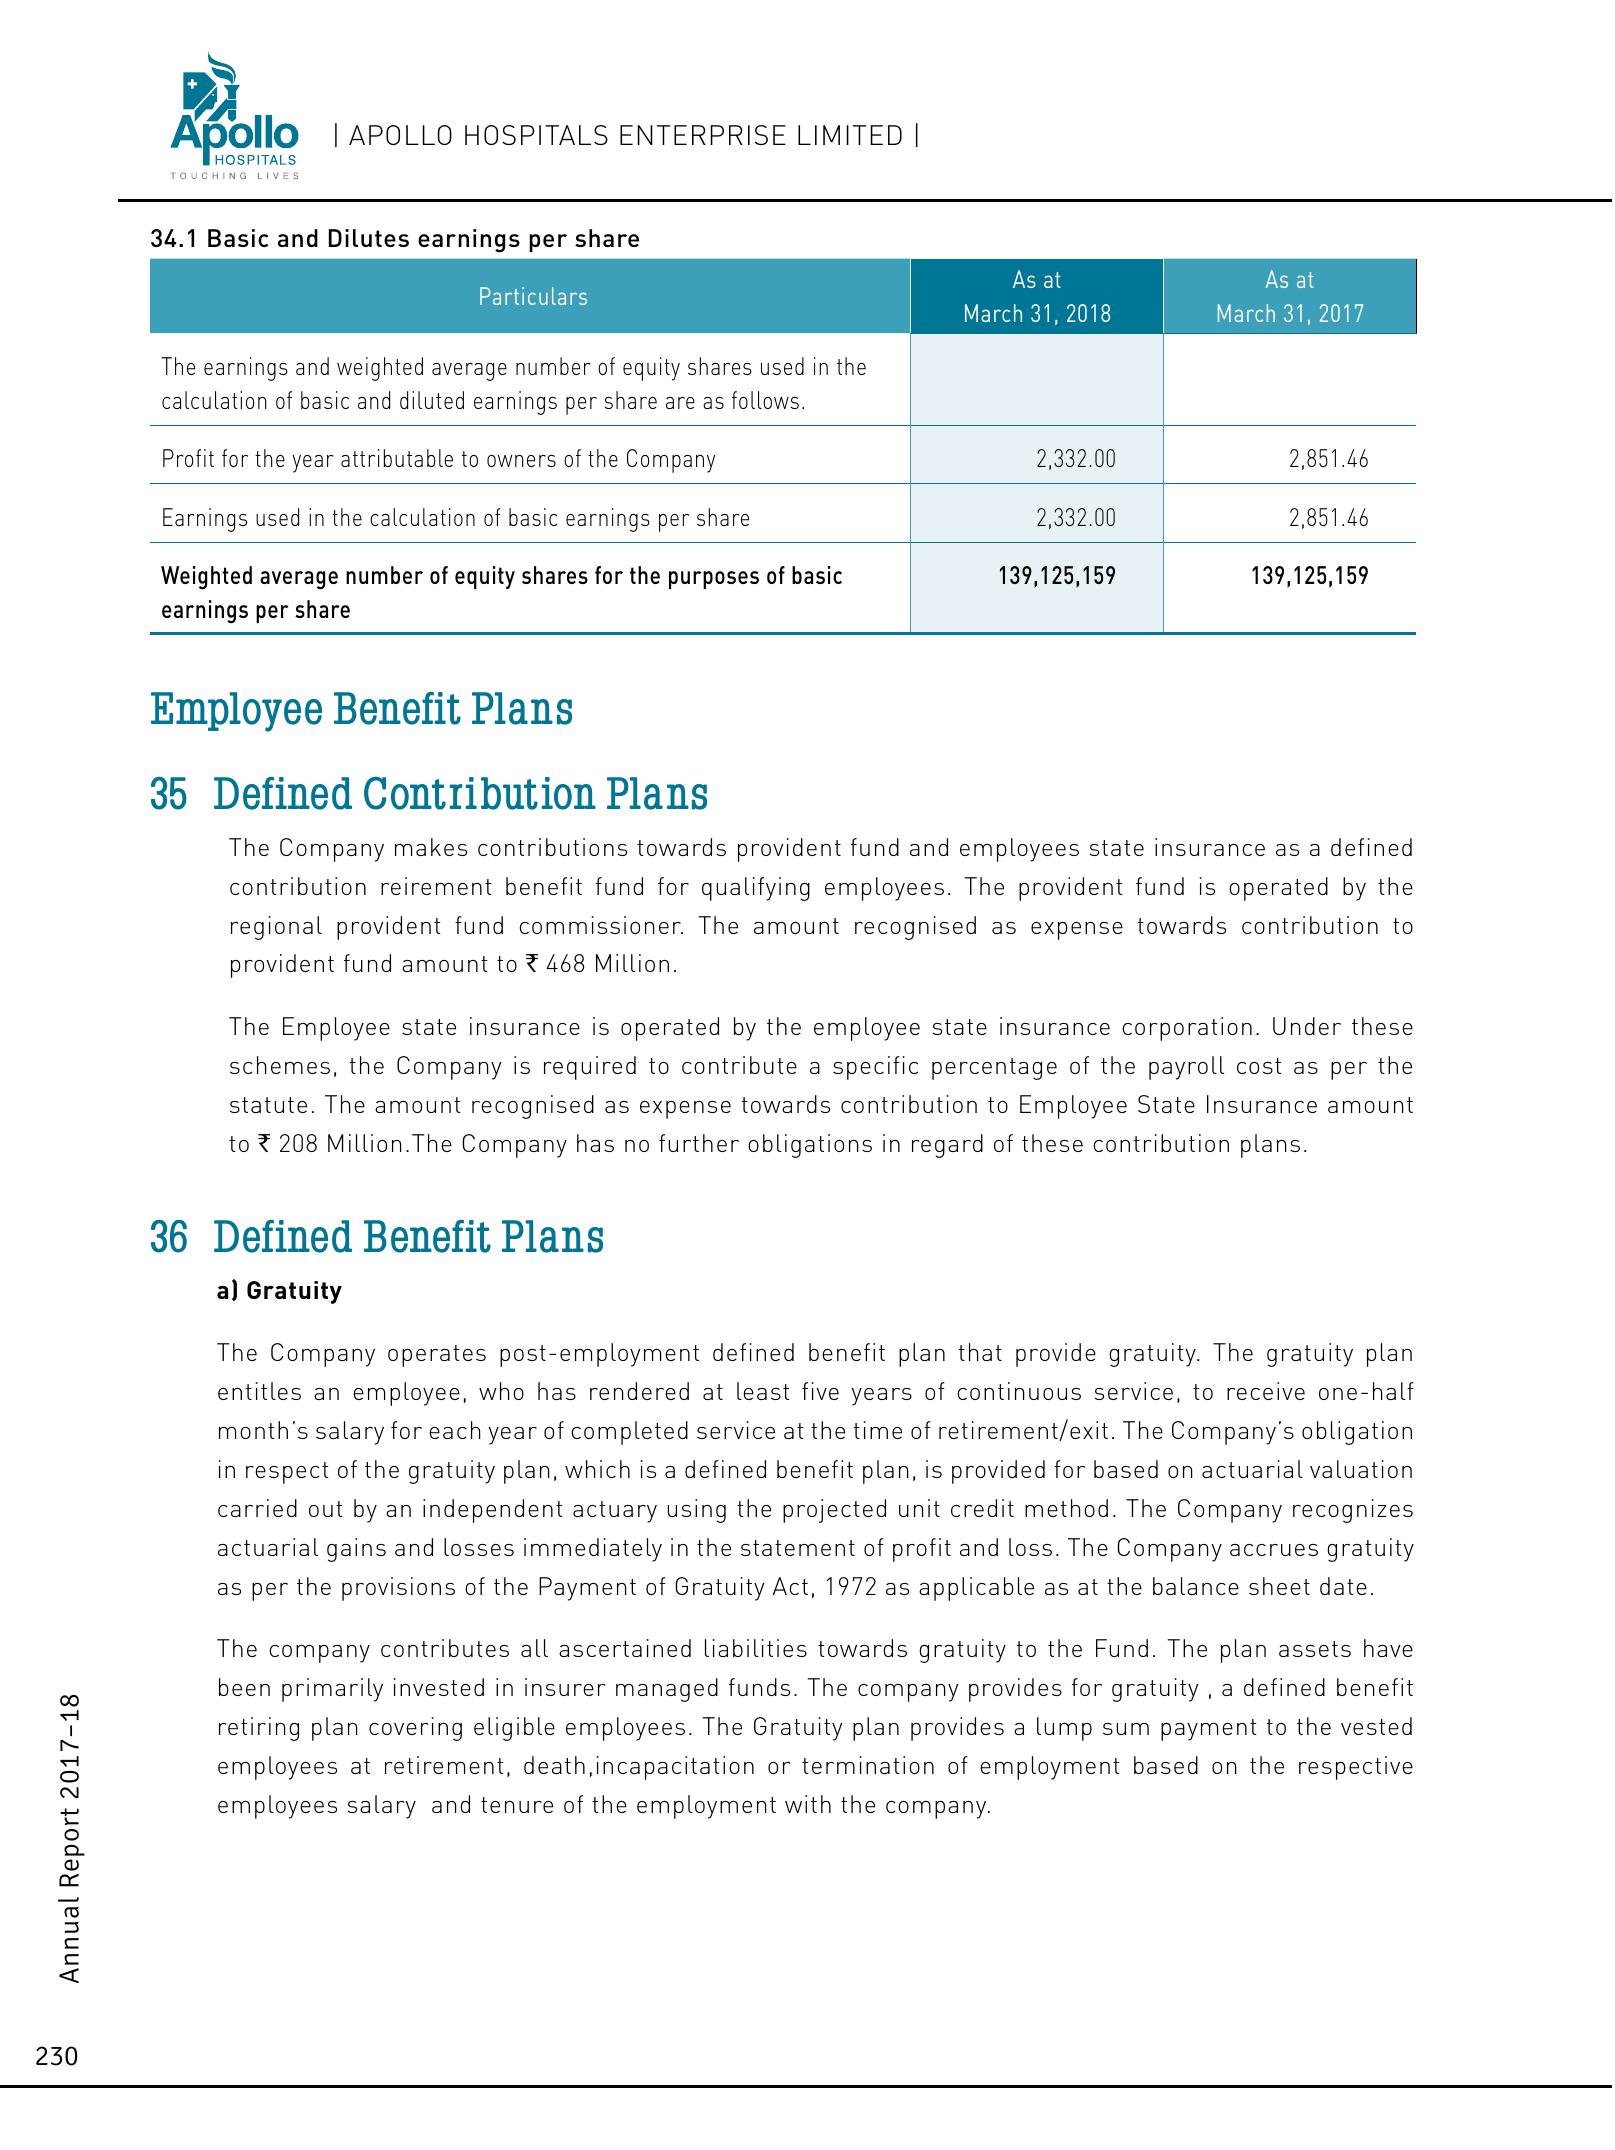 Apollo
HOSPITALS
TOUCHING LIVES
| APOLLO HOSPITALS ENTERPRISE LIMITED |
34.1 Basic and Dilutes earnings per share
Particulars
As at
March 31, 2018
As at
March 31, 2017
The earnings and weighted average number of equity shares used in the
calculation of basic and diluted earnings per share are as follows.
Profit for the year attributable to owners of the Company 2,332.00 2,851.46
Earnings used in the calculation of basic earnings per share 2,332.00 2,851.46
Weighted average number of equity shares for the purposes of basic 139,125,159 139,125,159
earnings per share
Employee Benefit Plans
35 Defined Contribution Plans
The Company makes contributions towards provident fund and employees state insurance as a defined
contribution reirement benefit fund for qualifying employees. The provident fund is operated by the
regional provident fund commissioner. The amount recognised as expense towards contribution to
provident fund amount to ₹ 468 Million.
The Employee state insurance is operated by the employee state insurance corporation. Under these
schemes, the Company is required to contribute a specific percentage of the payroll cost as per the
statute. The amount recognised as expense towards contribution to Employee State Insurance amount
to ₹ 208 Million.The Company has no further obligations in regard of these contribution plans.
36 Defined Benefit Plans
a) Gratuity
The Company operates post-employment defined benefit plan that provide gratuity. The gratuity plan
entitles an employee, who has rendered at least five years of continuous service, to receive one-half
month’s salary for each year of completed service at the time of retirement/exit. The Company’s obligation
in respect of the gratuity plan, which is a defined benefit plan, is provided for based on actuarial valuation
carried out by an independent actuary using the projected unit credit method. The Company recognizes
actuarial gains and losses immediately in the statement of profit and loss. The Company accrues gratuity
as per the provisions of the Payment of Gratuity Act, 1972 as applicable as at the balance sheet date.
The company contributes all ascertained liabilities towards gratuity to the Fund. The plan assets have
been primarily invested in insurer managed funds. The company provides for gratuity , a defined benefit
retiring plan covering eligible employees. The Gratuity plan provides a lump sum payment to the vested
employees at retirement, death,incapacitation or termination of employment based on the respective
employees salary  and tenure of the employment with the company.
Annual Report 2017–18
230